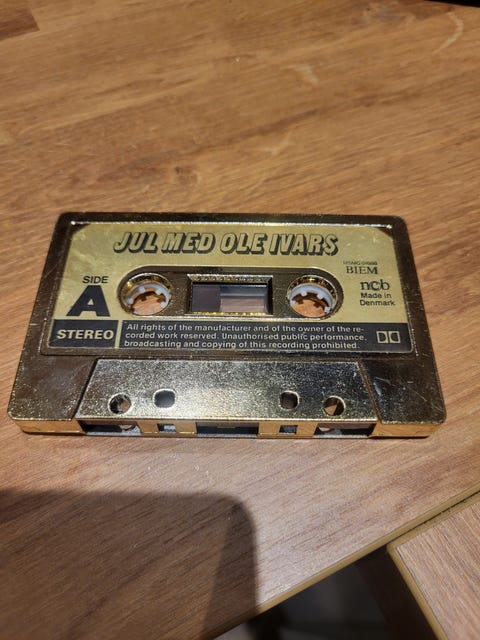 JUL MED OLE IVARS
BIEM
SIDE
A
ncb
Made in
Denmark
STEREO
All rights of the manufacturer and of the owner of the re-
corded work reserved. Unauthorised public performance,
broadcasting and copying of this recording prohibited.